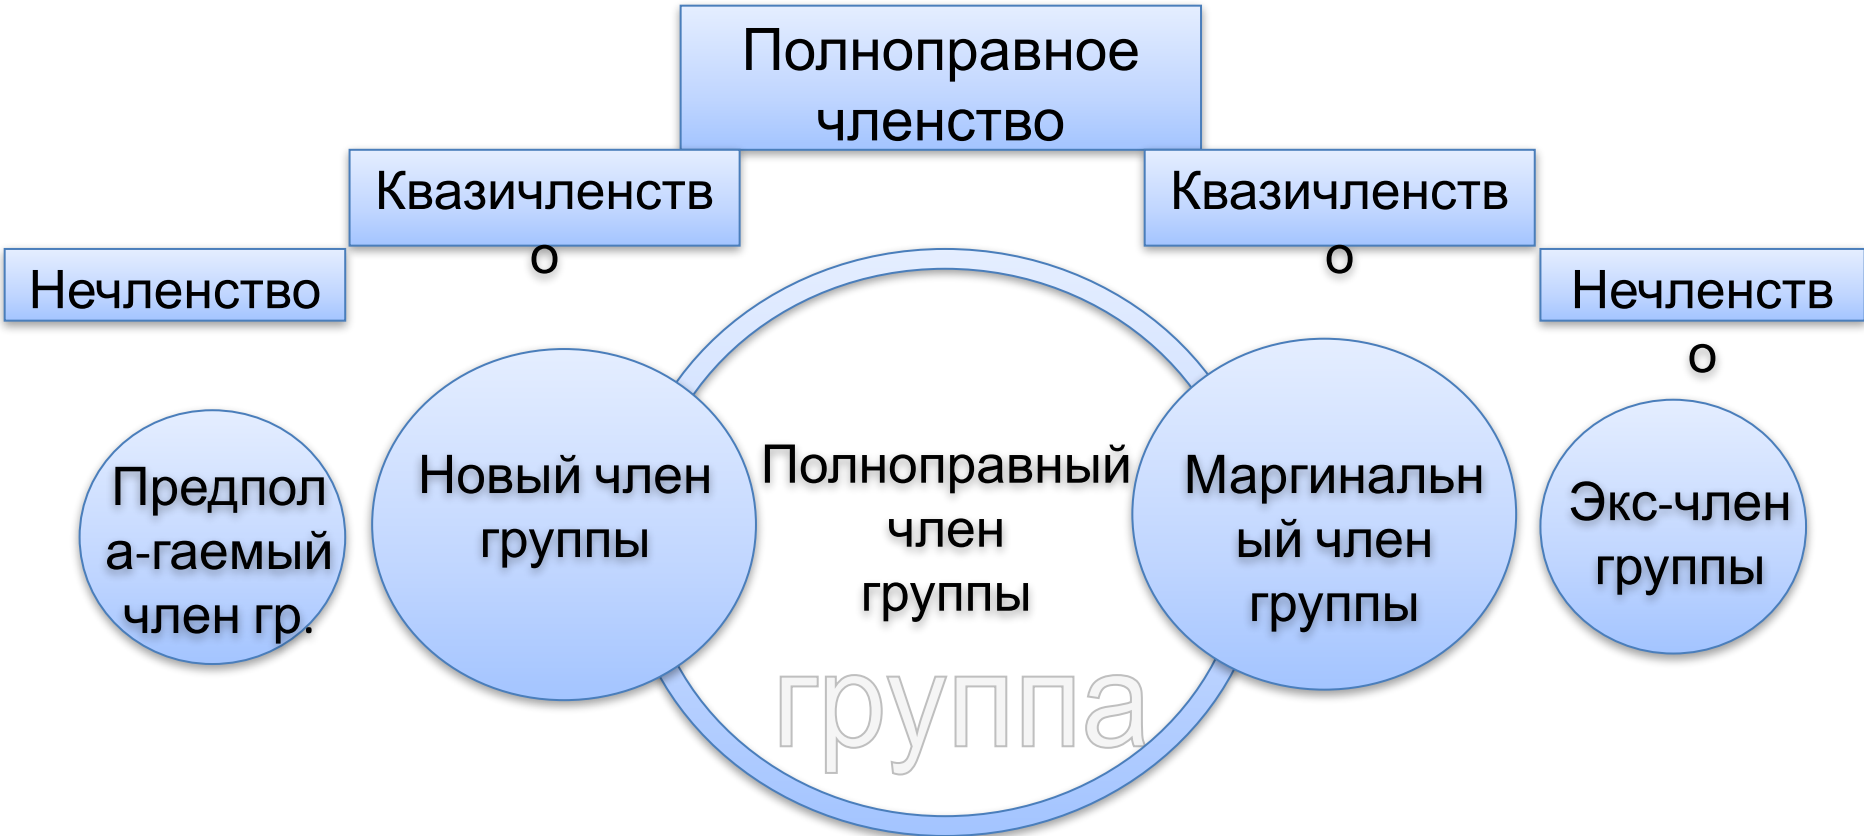 Полноправное
членство
Квазичленств
о
Квазичленств
о
Нечленство
Нечленств
о
Предпол
а-гаемый
член гр.
Новый член
группы
Полноправный
член
группы
Маргинальн
ый член
группы
Экс-член
группы
группа